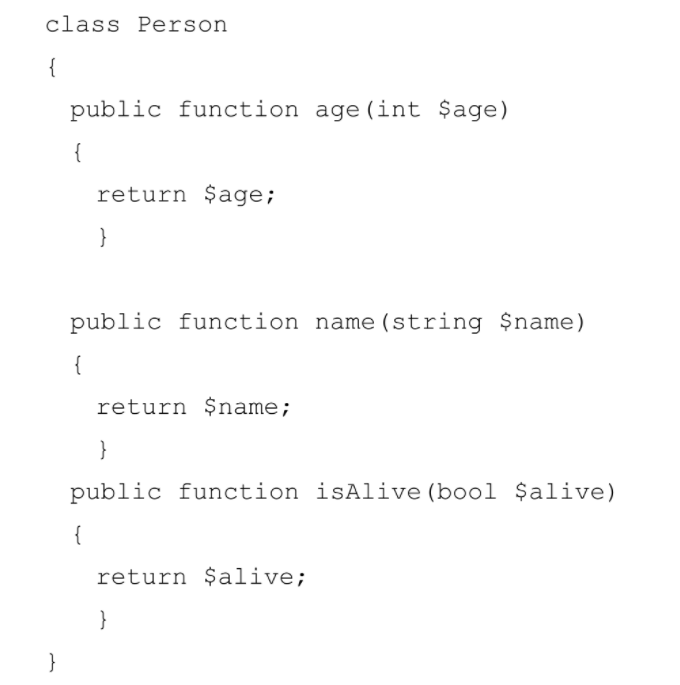 class Person
{
public function age(int $age)
{
return $age;
}
public function name(string $name)
{
return $name;
}
public function isAlive(bool $alive)
{
return $alive;
}
}